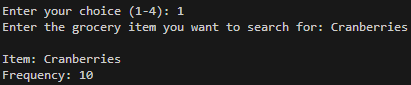 Enter your choice (1-4): 1
Enter the grocery item you want to search for: Cranberries
Item: Cranberries
Frequency: 10